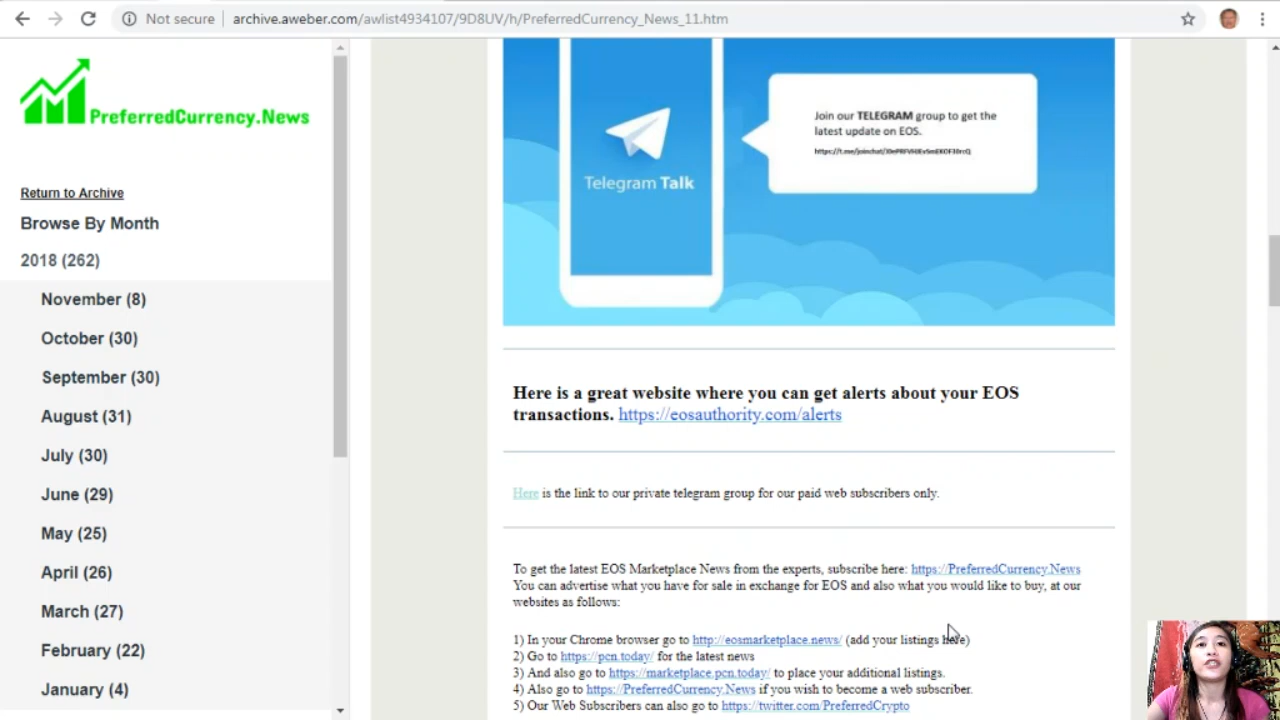 Not secure
archive.aweber.com/awlist4934107/9D8UV/h/PreferredCurrency_News_11.htm
PreferredCurrency.News
Return to Archive
Browse By Month
2018 (262)
November (8)
October (30)
September (30)
August (31)
July (30)
June (29)
May (25)
April (26)
March (27)
February (22)
January (4)
Telegram Talk
Join our TELEGRAM group to get the
latest update on EOS.
Here is a great website where you can get alerts about your EOS
transactions. https://eosauthority.com/alerts
Here is the link to our private telegram group for our paid web subscribers only.
To get the latest EOS Marketplace News from the experts, subscribe here: https://PreferredCurrency.News
You can advertise what you have for sale in exchange for EOS and also what you would like to buy, at our
websites as follows:
1) In your Chrome browser go to http://eosmarketplace.news/ (add your listings here)
2) Go to https://pcn.today/ for the latest news
3) And also go to https://marketplace.pcn.today/ to place your additional listings.
4) Also go to https://PreferredCurrency.News if you wish to become a web subscriber.
5) Our Web Subscribers can also go to https://twitter.com/PreferredCrypto